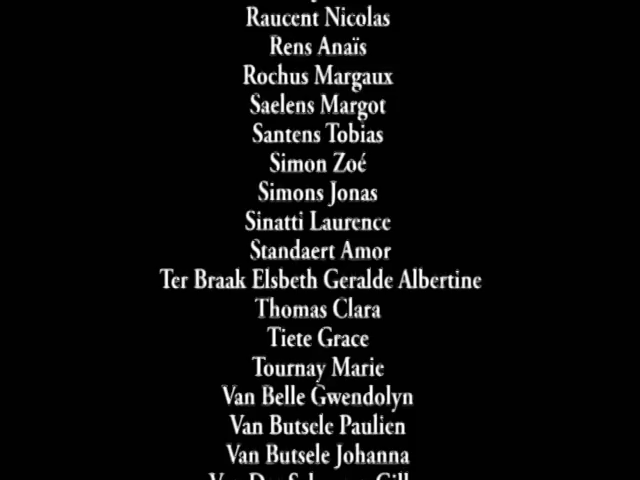 Raucent Nicolas
Rens Anaïs
Rochus Margaux
Saelens Margot
Santens Tobias
Simon Zoé
Simons Jonas
Sinatti Laurence
Standaert Amor
Ter Braak Elsbeth Geralde Albertine
Thomas Clara
Tiete Grace
Tournay Marie
Van Belle Gwendolyn
Van Butsele Paulien
Van Butsele Johanna